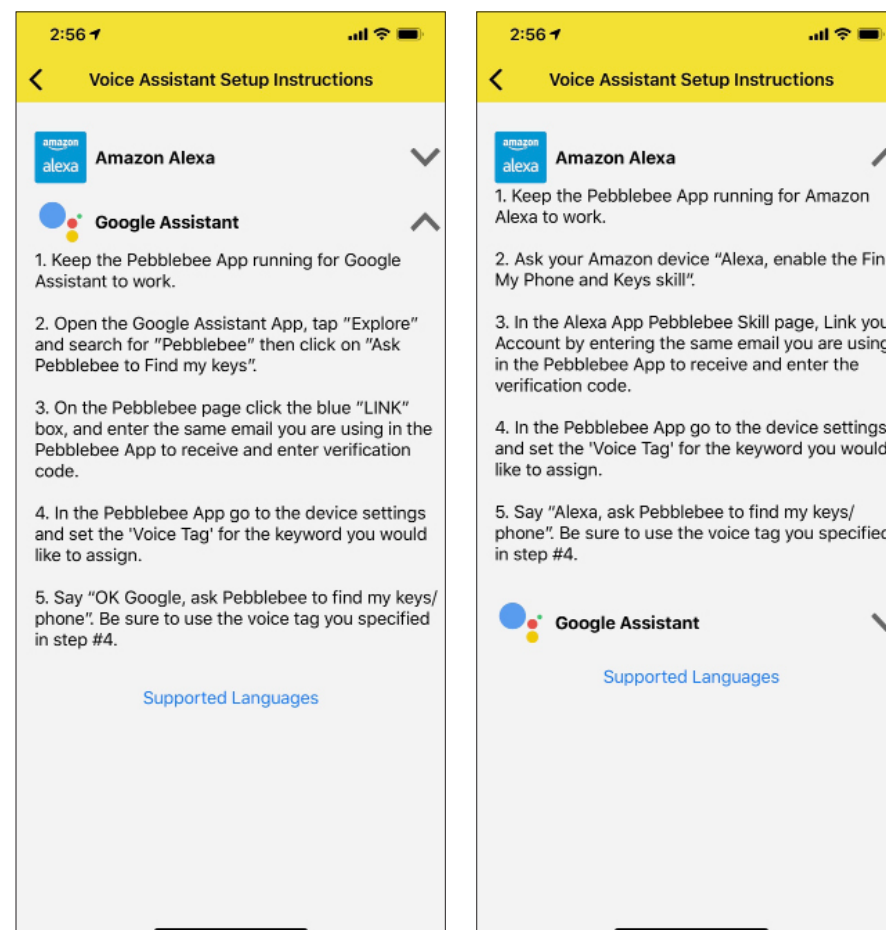 2:56
Voice Assistant Setup Instructions
amazon
alexa
Amazon Alexa
Google Assistant
1. Keep the Pebblebee App running for Google
Assistant to work.
2. Open the Google Assistant App, tap "Explore"
and search for "Pebblebee" then click on "Ask
Pebblebee to Find my keys".
3. On the Pebblebee page click the blue "LINK"
box, and enter the same email you are using in the
Pebblebee App to receive and enter verification
code.
4. In the Pebblebee App go to the device settings
and set the 'Voice Tag' for the keyword you would
like to assign.
5. Say "OK Google, ask Pebblebee to find my keys/
phone". Be sure to use the voice tag you specified
in step #4.
Supported Languages
2:56
Voice Assistant Setup Instructions
amazon
alexa
Amazon Alexa
1. Keep the Pebblebee App running for Amazon
Alexa to work.
2. Ask your Amazon device "Alexa, enable the Fin
My Phone and Keys skill".
3. In the Alexa App Pebblebee Skill page, Link you
Account by entering the same email you are using
in the Pebblebee App to receive and enter the
verification code.
4. In the Pebblebee App go to the device settings
and set the 'Voice Tag' for the keyword you would
like to assign.
5. Say "Alexa, ask Pebblebee to find my keys/
phone". Be sure to use the voice tag you specified
in step #4.
Google Assistant
Supported Languages